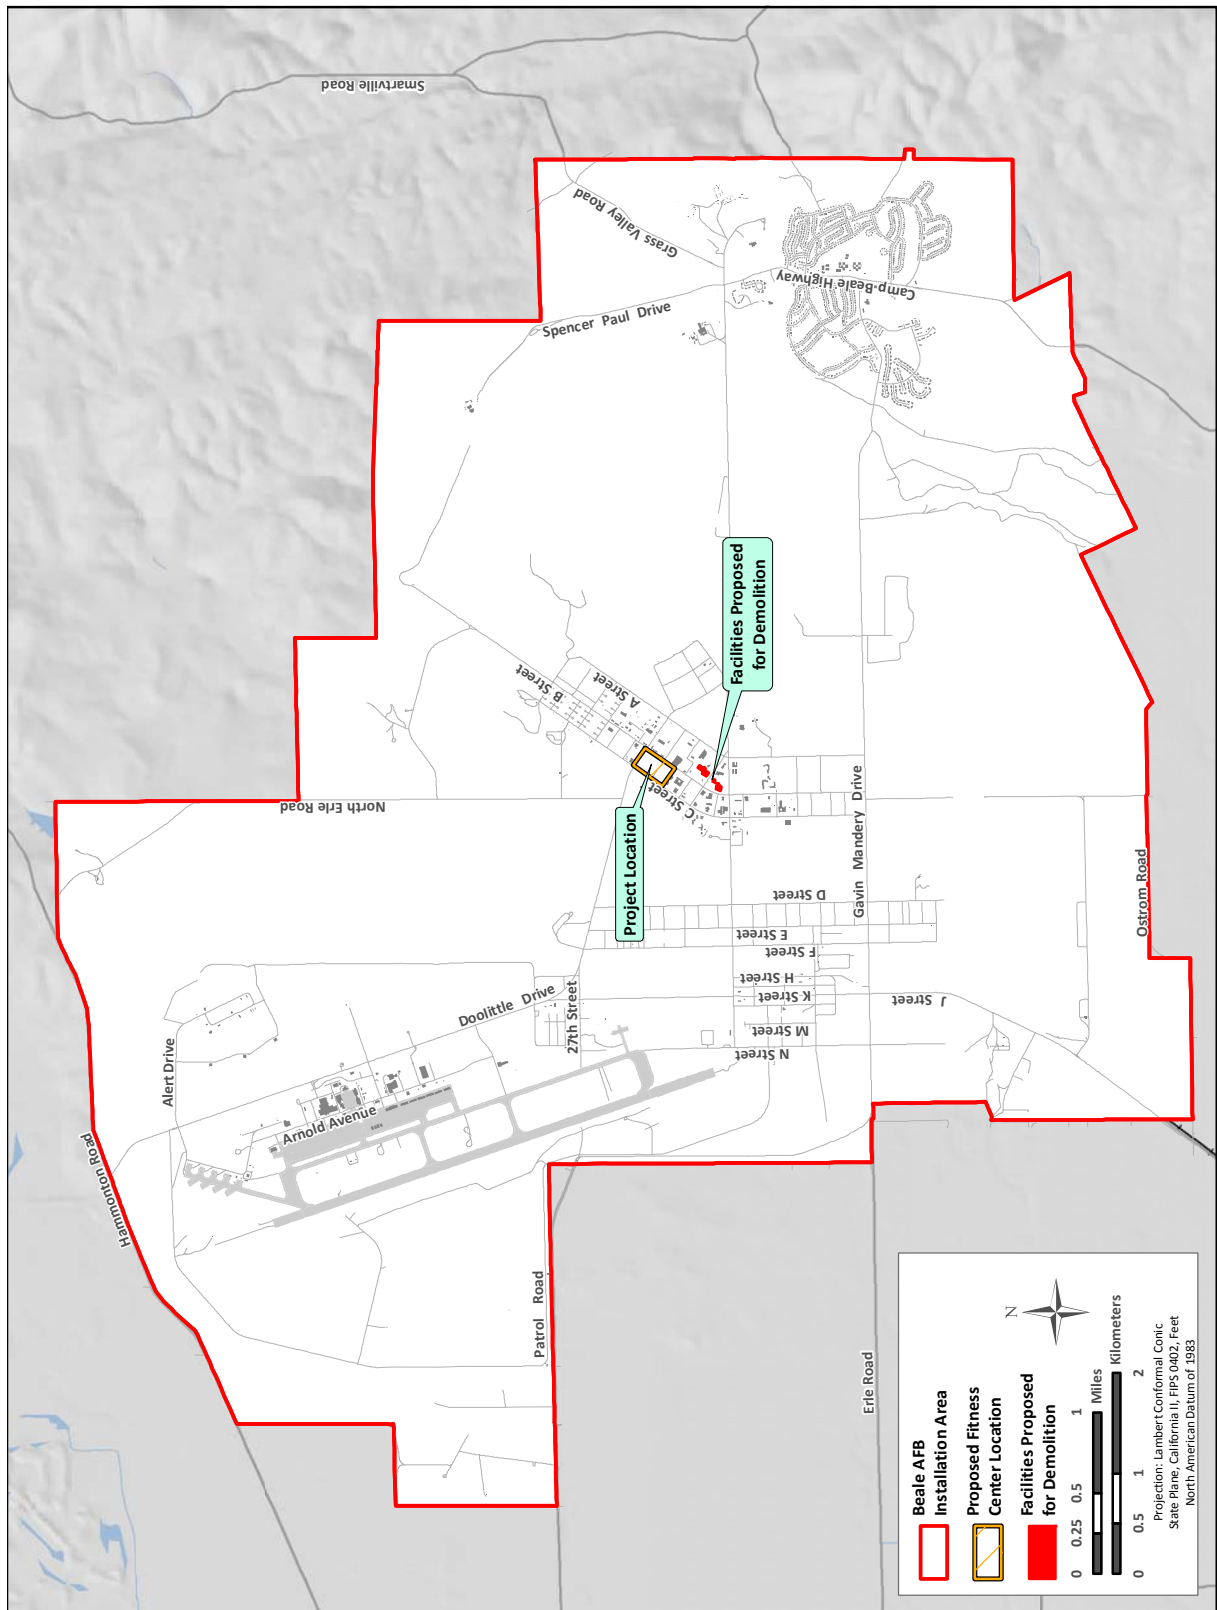 Smartville Road
Grass Valley Road
Spencer Paul Drive
Camp Beale Highway
Facilities Proposed
for Demolition
B Street
A Street
C Street
Project Location
North Erle Road
Gavin Mandery Drive
D Street
E Street
F Street
H Street
K Street
J Street
M Street
N Street
Ostrom Road
27th Street
Doolittle Drive
Alert Drive
Arnold Avenue
Hammonton Road
Patrol Road
Erle Road
Beale AFB
Installation Area
Proposed Fitness
Center Location
Facilities Proposed
for Demolition
N
0 0.25 0.5 1
Miles
Kilometers
0 0.5 1 2
Projection: Lambert Conformal Conic
State Plane, California II, FIPS 0402, Feet
North American Datum of 1983